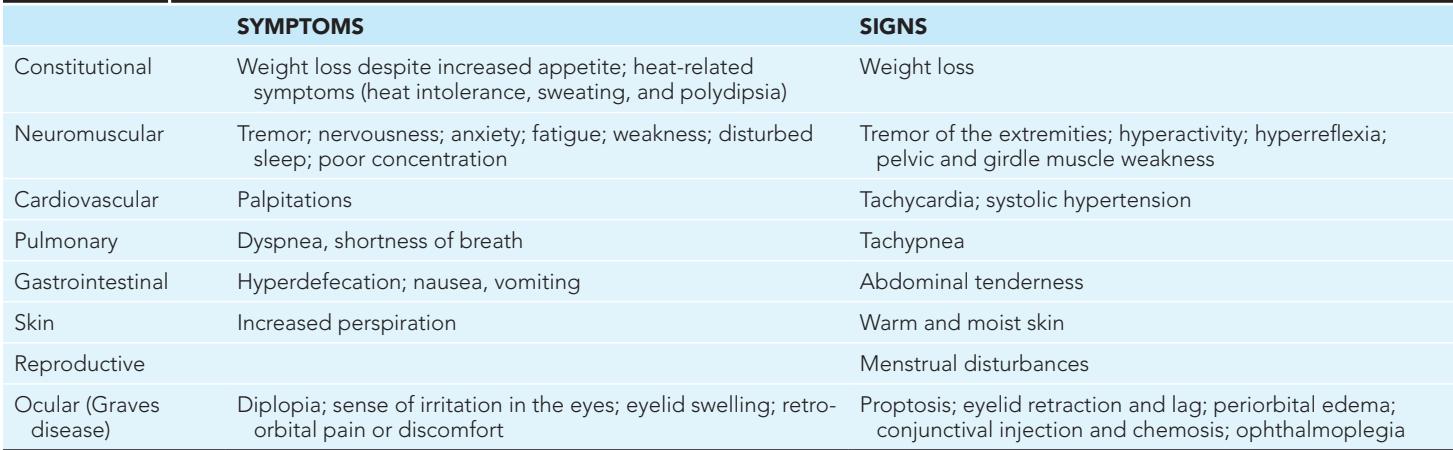 SYMPTOMS SIGNS
Constitutional Weight loss despite increased appetite; heat-related Weight loss
symptoms (heat intolerance, sweating, and polydipsia)
Neuromuscular Tremor; nervousness; anxiety; fatigue; weakness; disturbed Tremor of the extremities; hyperactivity; hyperreflexia;
sleep; poor concentration pelvic and girdle muscle weakness
Cardiovascular Palpitations Tachycardia; systolic hypertension
Pulmonary Dyspnea, shortness of breath Tachypnea
Gastrointestinal Hyperdefecation; nausea, vomiting Abdominal tenderness
Skin Increased perspiration Warm and moist skin
Reproductive Menstrual disturbances
Ocular (Graves Diplopia; sense of irritation in the eyes; eyelid swelling; retro- Proptosis; eyelid retraction and lag; periorbital edema;
disease) orbital pain or discomfort conjunctival injection and chemosis; ophthalmoplegia